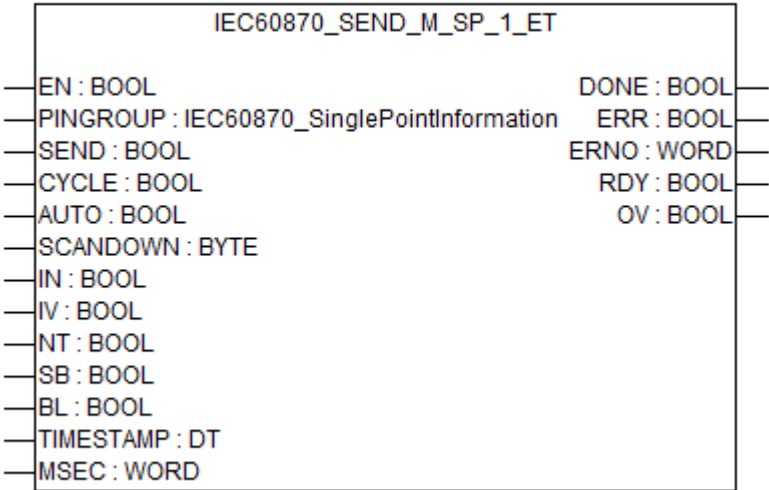 IEC60870_SEND_M_SP_1_ET
EN : BOOL DONE : BOOL
PINGROUP : IEC60870_SinglePointInformation ERR : BOOL
SEND : BOOL ERNO : WORD
CYCLE : BOOL RDY : BOOL
AUTO : BOOL OV : BOOL
SCANDOWN : BYTE
IN : BOOL
IV : BOOL
NT : BOOL
SB : BOOL
BL : BOOL
TIMESTAMP : DT
MSEC : WORD